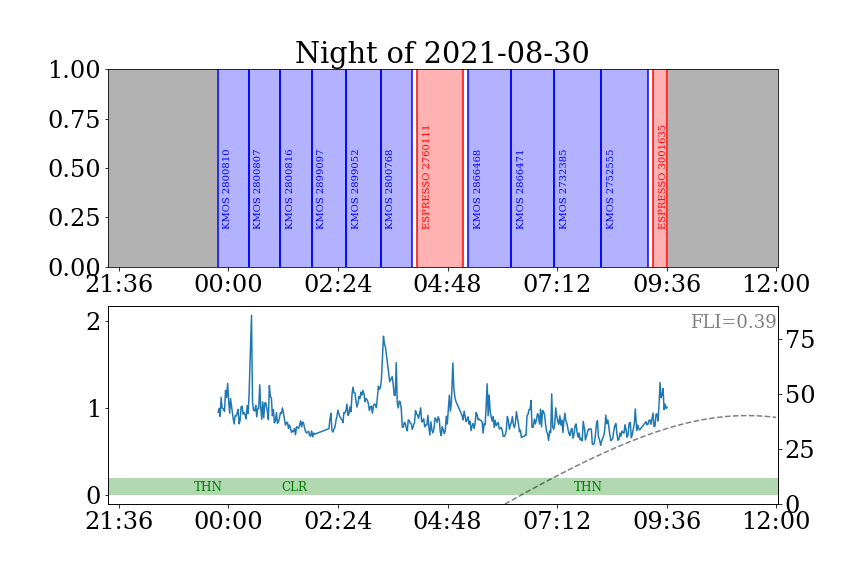 Night of 2021-08-30
1.00
0.75
0.50
0.25
0.00
KMOS 2800810
KMOS 2800807
KMOS 2800816
KMOS 2899097
KMOS 2899052
KMOS 2800768
ESPRESSO 2760111
KMOS 2866468
KMOS 2866471
KMOS 2732385
KMOS 2752555
ESPRESSO 3001635
21:36 00:00 02:24 04:48 07:12 09:36 12:00
FLI=0.39
2
1
0
75
50
25
0
THN CLR THN
21:36 00:00 02:24 04:48 07:12 09:36 12:00